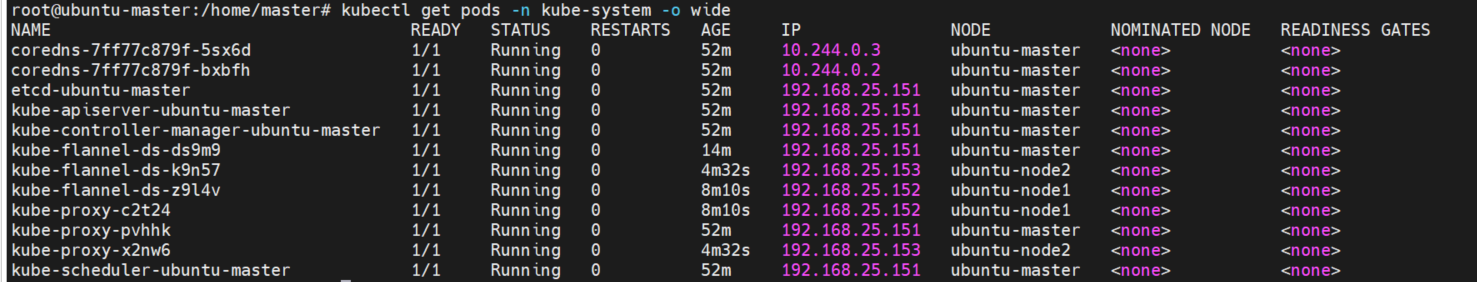 root@ubuntu-master:/home/master# kubectl get pods -n kube-system -o wide
NAME READY STATUS RESTARTS AGE IP NODE NOMINATED NODE READINESS GATES
coredns-7ff77c879f-5sx6d 1/1 Running 0 52m 10.244.0.3 ubuntu-master <none> <none>
coredns-7ff77c879f-bxbfh 1/1 Running 0 52m 10.244.0.2 ubuntu-master <none> <none>
etcd-ubuntu-master 1/1 Running 0 52m 192.168.25.151 ubuntu-master <none> <none>
kube-apiserver-ubuntu-master 1/1 Running 0 52m 192.168.25.151 ubuntu-master <none> <none>
kube-controller-manager-ubuntu-master 1/1 Running 0 52m 192.168.25.151 ubuntu-master <none> <none>
kube-flannel-ds-ds9m9 1/1 Running 0 14m 192.168.25.151 ubuntu-master <none> <none>
kube-flannel-ds-k9n57 1/1 Running 0 4m32s 192.168.25.153 ubuntu-node2 <none> <none>
kube-flannel-ds-z9l4v 1/1 Running 0 8m10s 192.168.25.152 ubuntu-node1 <none> <none>
kube-proxy-c2t24 1/1 Running 0 8m10s 192.168.25.152 ubuntu-node1 <none> <none>
kube-proxy-pvhhk 1/1 Running 0 52m 192.168.25.151 ubuntu-master <none> <none>
kube-proxy-x2nw6 1/1 Running 0 4m32s 192.168.25.153 ubuntu-node2 <none> <none>
kube-scheduler-ubuntu-master 1/1 Running 0 52m 192.168.25.151 ubuntu-master <none> <none>